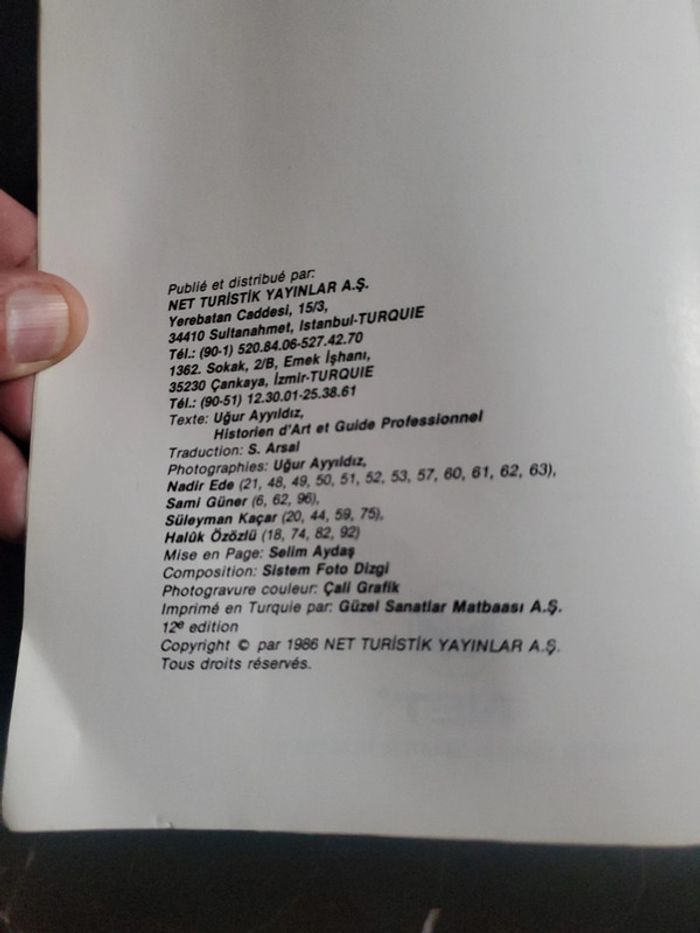 Publié et distribué par:
NET TURİSTİK YAYINLAR A.Ş.
Yerebatan Caddesi, 15/3,
34410 Sultanahmet, Istanbul-TURQUIE
Tél.: (90-1) 520.84.06-527.42.70
1362. Sokak, 2/B, Emek İşhanı,
35230 Çankaya, İzmir-TURQUIE
Tél.: (90-51) 12.30.01-25.38.61
Texte: Uğur Ayyıldız,
Historien d'Art et Guide Professionnel
Traduction: S. Arsal
Photographies: Uğur Ayyıldız,
Nadir Ede (21, 48, 49, 50, 51, 52, 53, 57, 60, 61, 62, 63),
Sami Güner (6, 62, 96),
Süleyman Kaçar (20, 44, 59, 75),
Halûk Özözlü (18, 74, 82, 92)
Mise en Page: Selim Aydaş
Composition: Sistem Foto Dizgi
Photogravure couleur: Çali Grafik
Imprimé en Turquie par: Güzel Sanatlar Matbaası A.Ş.
12e edition
Copyright © par 1986 NET TURİSTİK YAYINLAR A.Ş.
Tous droits réservés.